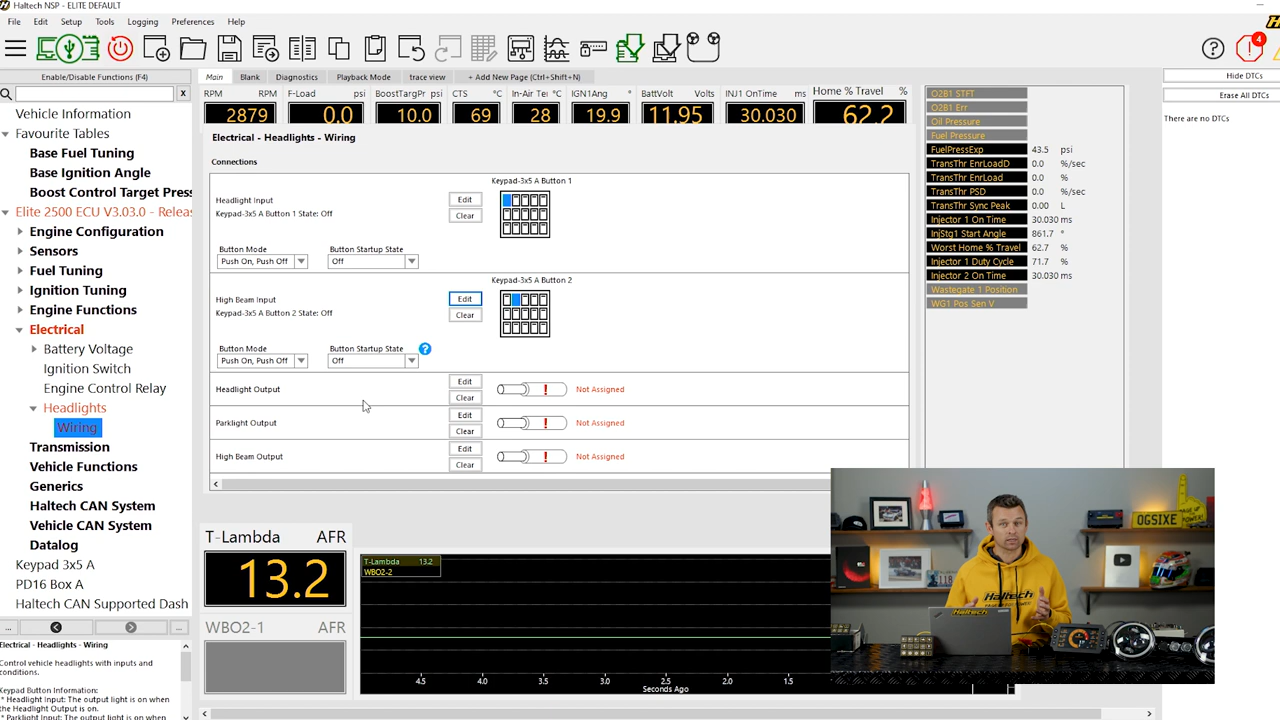 Haltech NSP - ELITE DEFAULT
File Edit Setup Tools Logging Preferences Help
4
Enable/Disable Functions (F4)
Main Blank Diagnostics Playback Mode trace view + Add New Page (Ctrl+Shift+N)
Hide DTCs
X
Erase All DTCs
There are no DTCs
RPM RPM F-Load psi BoostTargPr psi CTS °C In-Air Ter °C IGN1Ang ° BattVolt Volts INJ1 OnTime ms Home % Travel %
2879 0.0 10.0 69 28 19.9 11.95 30.030 62.2
Vehicle Information
Favourite Tables
Base Fuel Tuning
Base Ignition Angle
Boost Control Target Press
Elite 2500 ECU V3.03.0 - Releas
Engine Configuration
Sensors
Fuel Tuning
Ignition Tuning
Engine Functions
Electrical
Battery Voltage
Ignition Switch
Engine Control Relay
Headlights
Wiring
Transmission
Vehicle Functions
Generics
Haltech CAN System
Vehicle CAN System
Datalog
Keypad 3x5 A
PD16 Box A
Haltech CAN Supported Dash
... ...
Electrical - Headlights - Wiring
Control vehicle headlights with inputs and
conditions.
Keypad Button Information:
* Headlight Input: The output light is on when
the Headlight Output is on.
* Parklight Input: The output light is on when
Electrical - Headlights - Wiring
Connections
Keypad-3x5 A Button 1
Headlight Input Edit
Keypad-3x5 A Button 1 State: Off Clear
Button Mode Button Startup State
Push On, Push Off Off
Keypad-3x5 A Button 2
High Beam Input Edit
Keypad-3x5 A Button 2 State: Off Clear
Button Mode Button Startup State ?
Push On, Push Off Off
Headlight Output Edit Clear ! Not Assigned
Parklight Output Edit Clear ! Not Assigned
High Beam Output Edit Clear ! Not Assigned
O2B1 STFT
O2B1 Err
Oil Pressure
Fuel Pressure
FuelPressExp 43.5 psi
TransThr EnrLoadD 0.0 %/sec
TransThr EnrLoad 0.0 %
TransThr PSD 0.0 %/sec
TransThr Sync Peak 0.00 L
Injector 1 On Time 30.030 ms
InjStg1 Start Angle 861.7 °
Worst Home % Travel 62.7 %
Injector 1 Duty Cycle 71.7 %
Injector 2 On Time 30.030 ms
Wastegate 1 Position
WG1 Pos Sen V
T-Lambda AFR
13.2
WBO2-1 AFR
T-Lambda 13.2
WBO2-2
4.5 4.0 3.5 3.0 2.5 2.0 1.5
Seconds Ago
OGSIXE
Haltech
Haltech